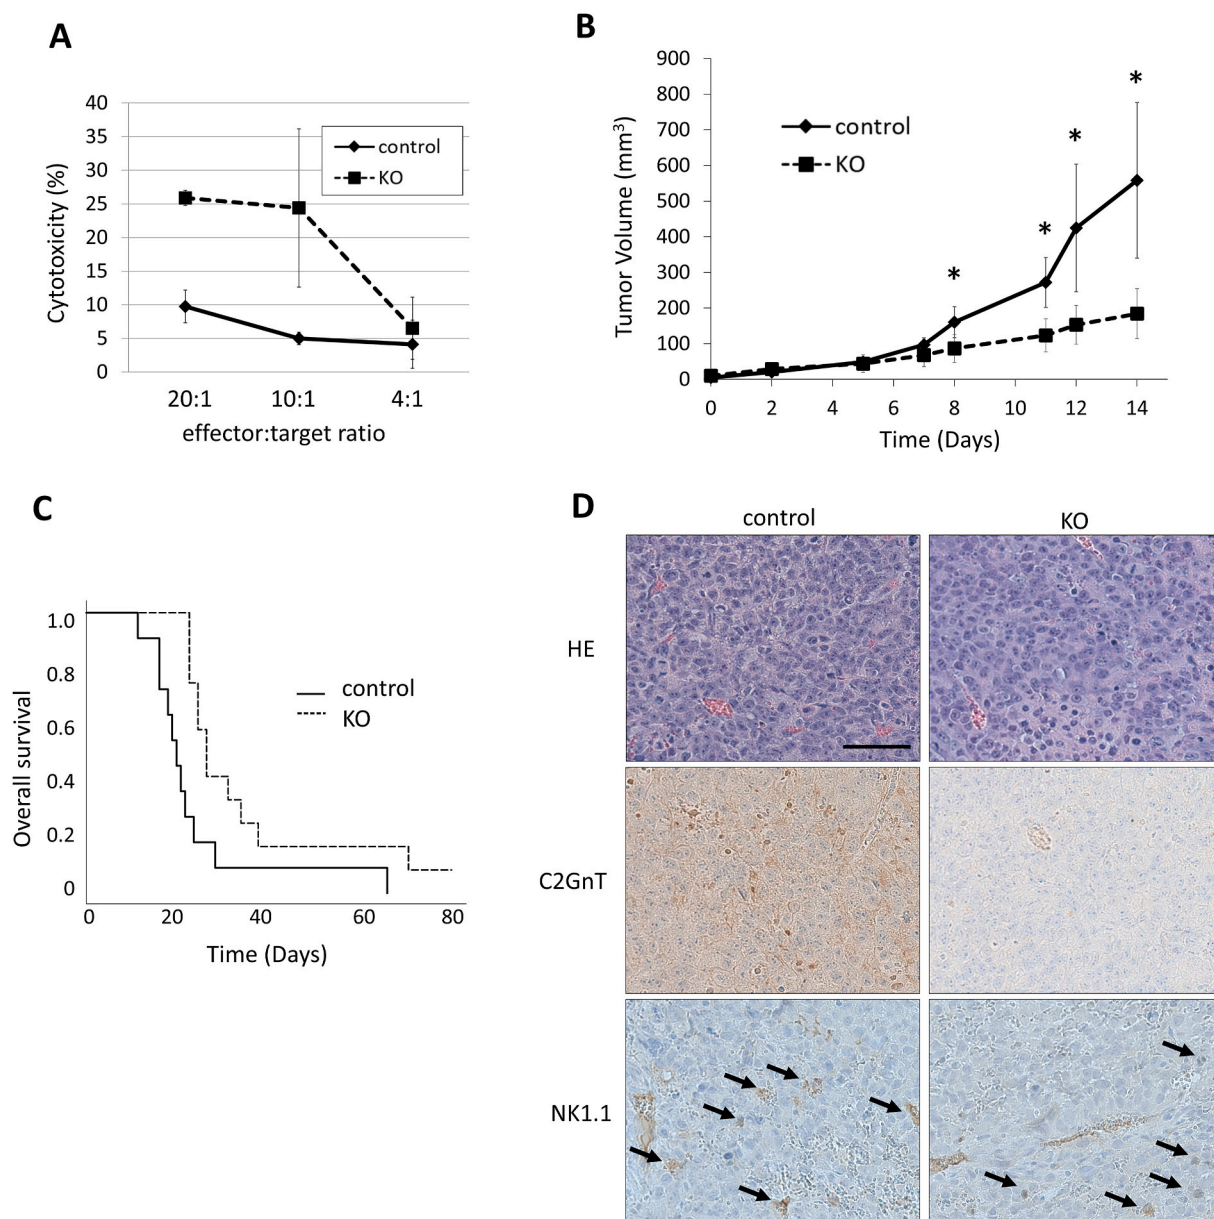 A
40
35
30
25
20
15
10
5
0
Cytotoxicity (%)
control
KO
20:1 10:1 4:1
effector:target ratio
B
900
800
700
600
500
400
300
200
100
0
Tumor Volume (mm³)
control
KO
* * * *
0 2 4 6 8 10 12 14
Time (Days)
C
1.0
0.8
0.6
0.4
0.2
0
Overall survival
control
KO
0 20 40 60 80
Time (Days)
D
control KO
HE
C2GnT
NK1.1